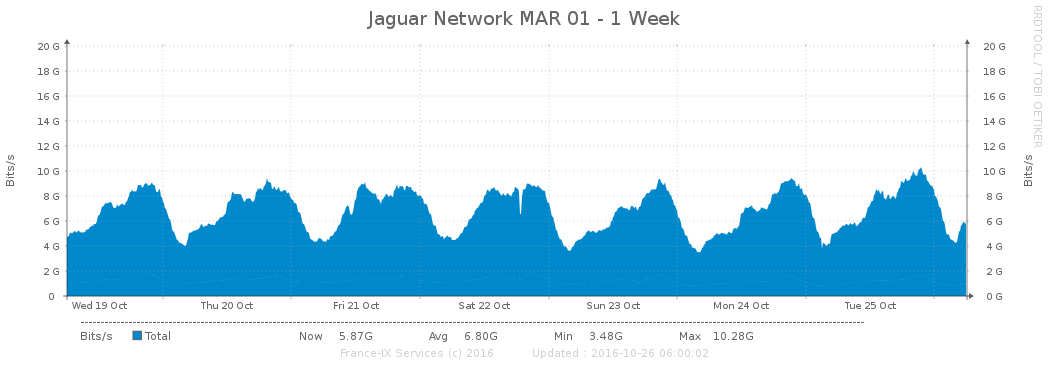 Jaguar Network MAR 01 - 1 Week
RRDTOOL / TOBI OETIKER
Bits/s
20 G
18 G
16 G
14 G
12 G
10 G
8 G
6 G
4 G
2 G
0
20 G
18 G
16 G
14 G
12 G
10 G
8 G
6 G
4 G
2 G
0 G
Bits/s
Wed 19 Oct Thu 20 Oct Fri 21 Oct Sat 22 Oct Sun 23 Oct Mon 24 Oct Tue 25 Oct
Bits/s Total Now 5.87G Avg 6.80G Min 3.48G Max 10.28G
France-IX Services (c) 2016 Updated : 2016-10-26 06:00:02